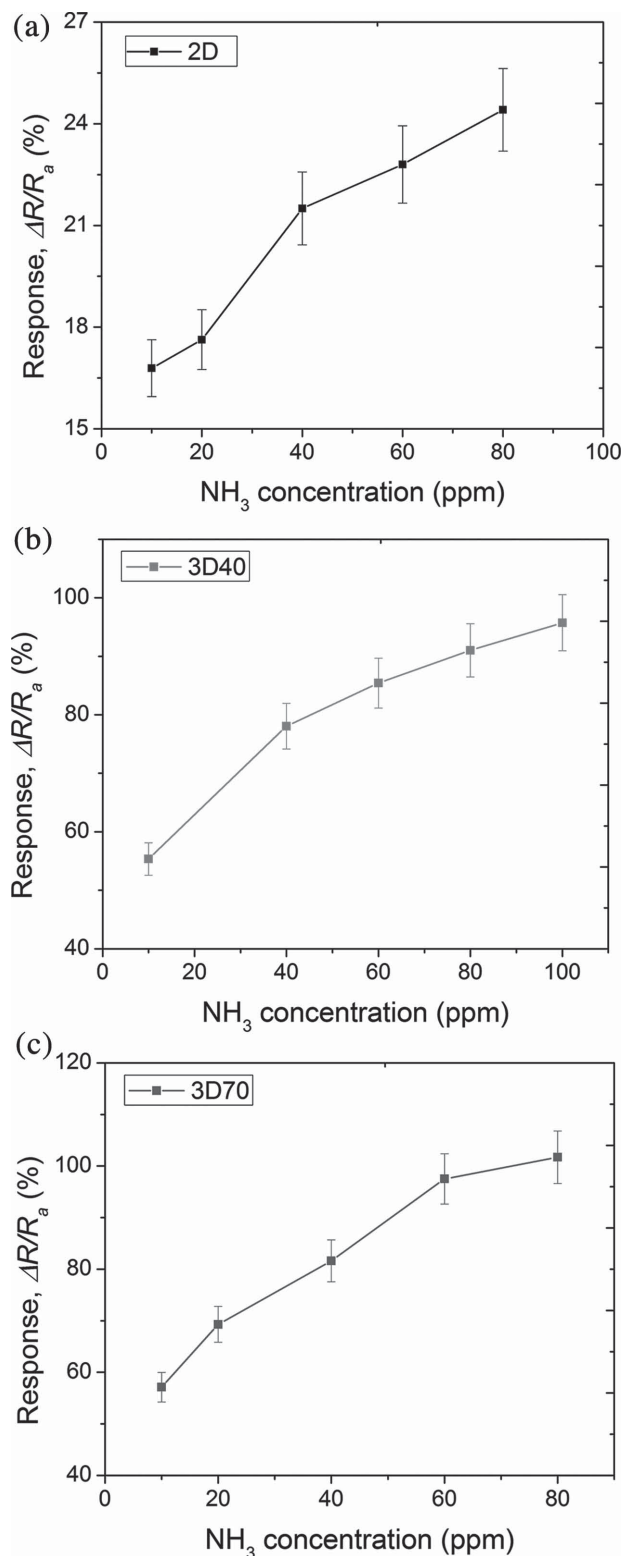 (a)
27
2D
24
21
18
15
Response, ΔR/Rₐ (%)
0 20 40 60 80 100
NH₃ concentration (ppm)
(b)
3D40
100
80
60
40
Response, ΔR/Rₐ (%)
0 20 40 60 80 100
NH₃ concentration (ppm)
(c)
120
3D70
100
80
60
40
Response, ΔR/Rₐ (%)
0 20 40 60 80
NH₃ concentration (ppm)